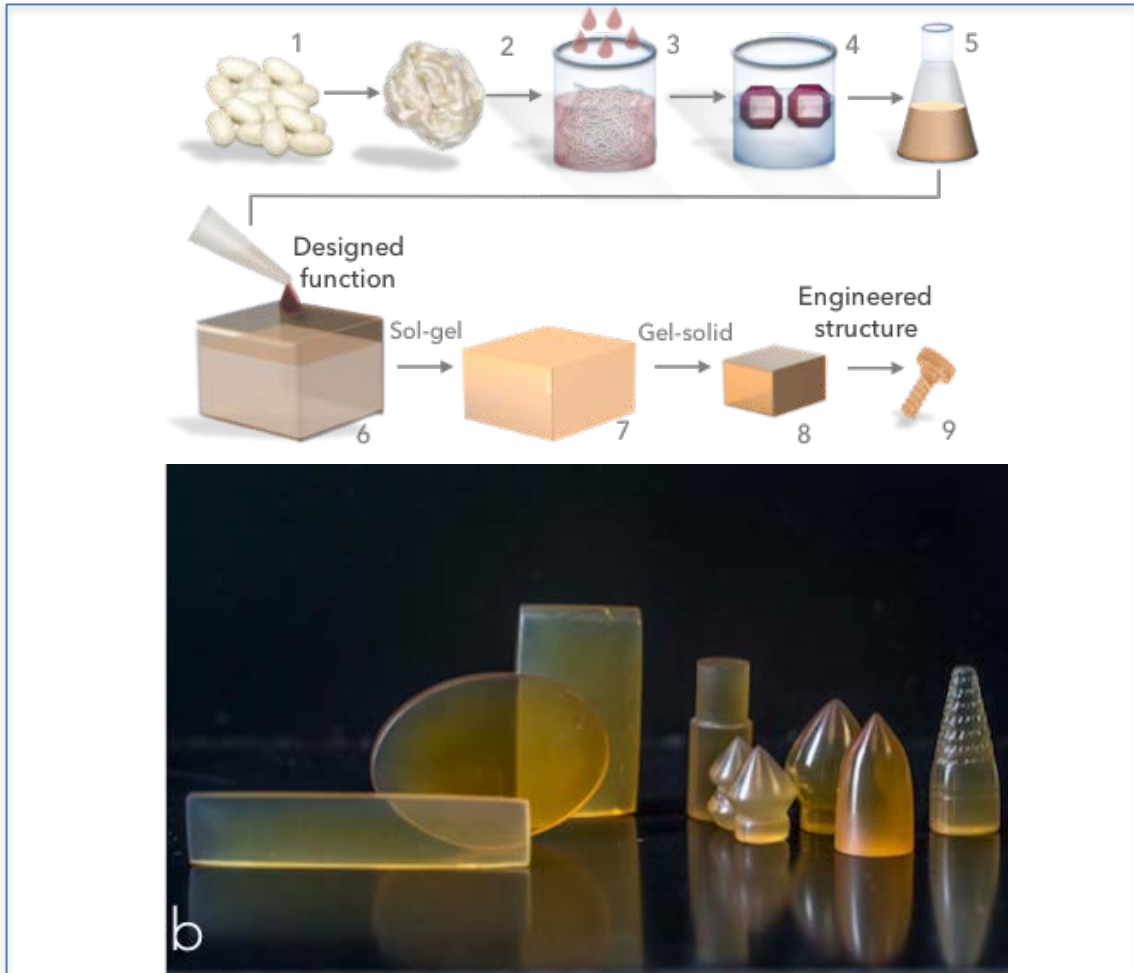 1
2
3
4
5
Designed
function
Sol-gel
Gel-solid
Engineered
structure
6
7
8
9
b